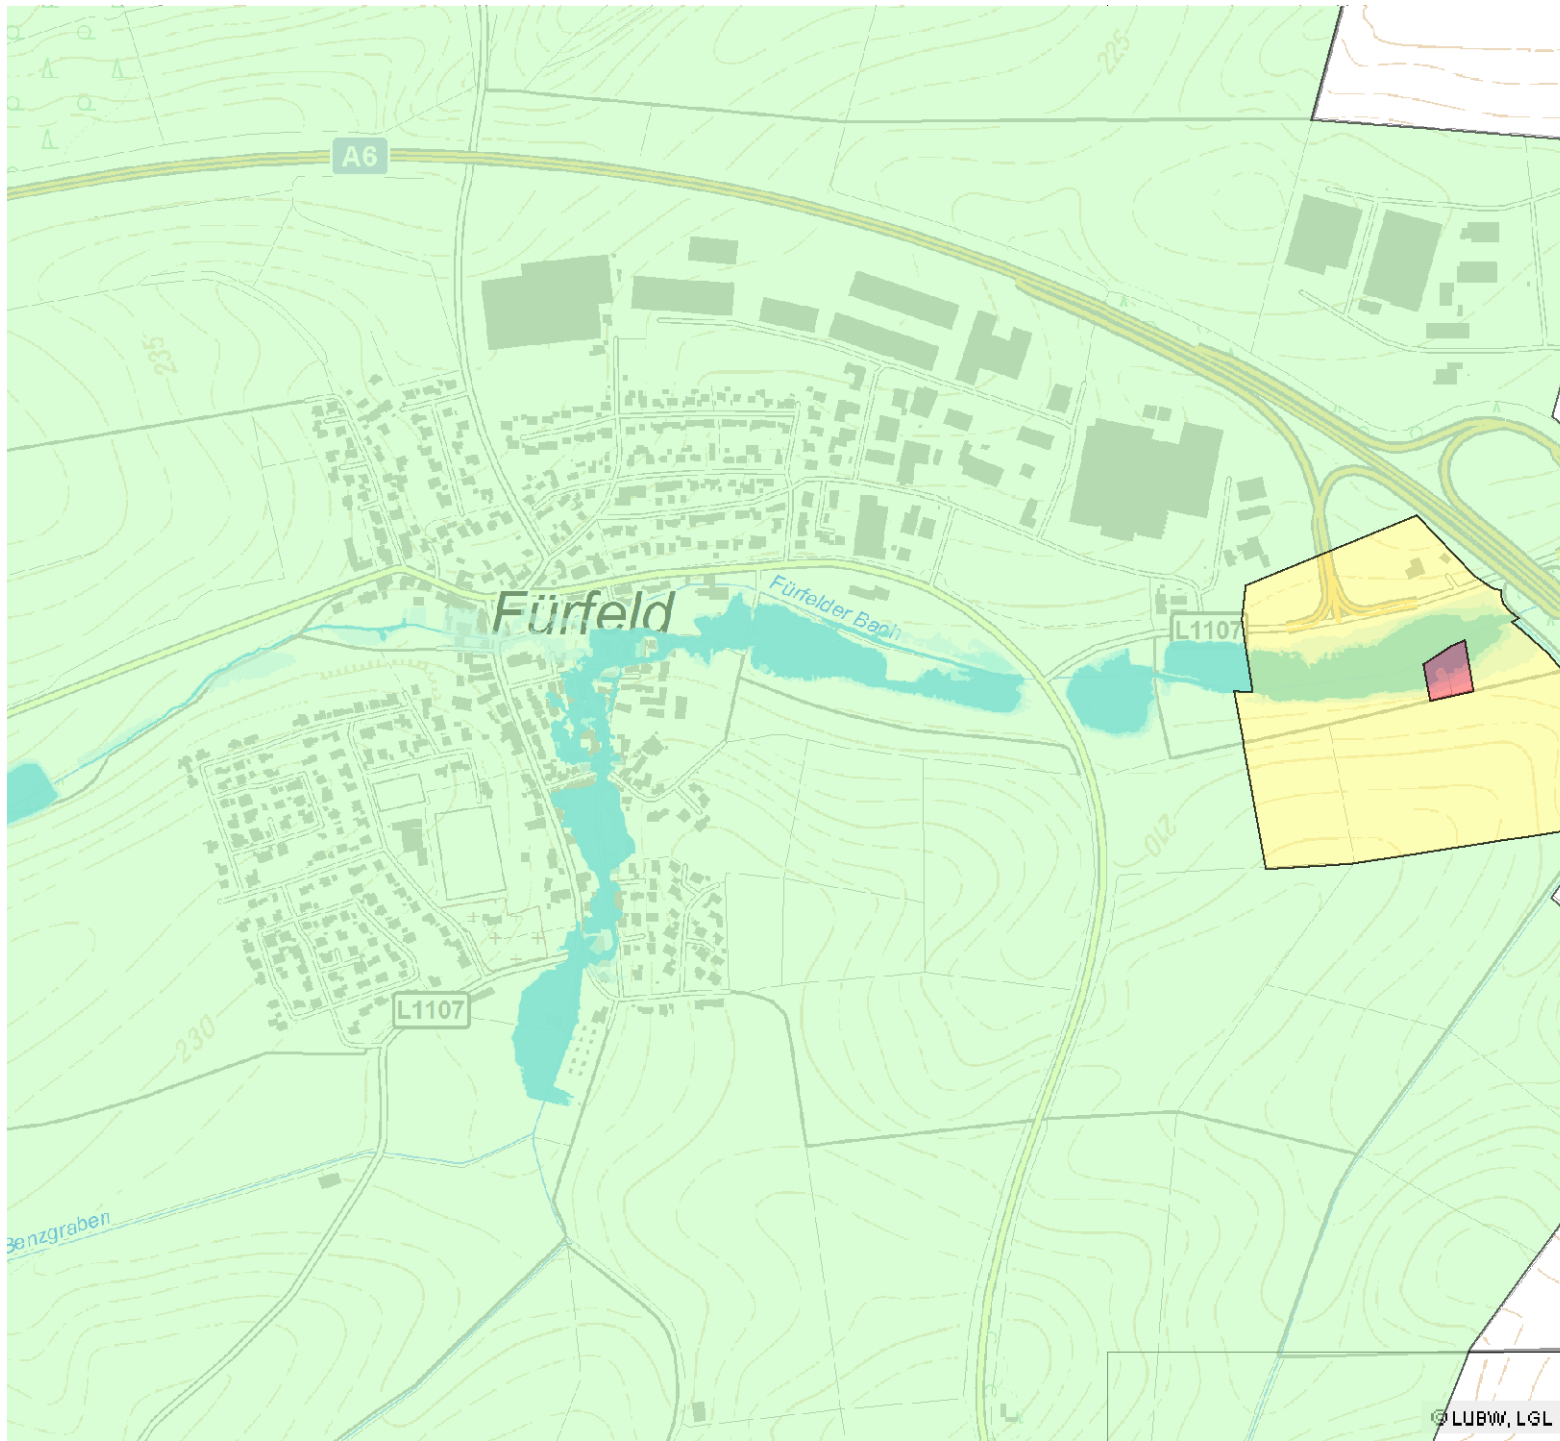 225
A6
235
Fürfelder Bach
Fürfeld
L1107
210
L1107
230
Benzgraben
© LUBW, LGL